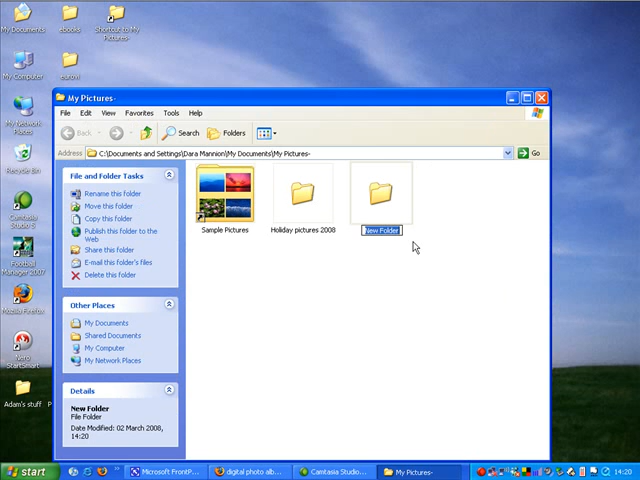 My Documents
ebooks
Shortcut to My
Pictures-
My Computer
My Pictures-
File Edit View Favorites Tools Help
My Network
Places
Back Search Folders
Address C:\Documents and Settings\Dara Mannion\My Documents\My Pictures- Go
Recycle Bin
File and Folder Tasks
Rename this folder
Move this folder
Copy this folder
Publish this folder to the
Web
Share this folder
E-mail this folder's files
Delete this folder
Sample Pictures Holiday pictures 2008 New Folder
Camtasia
Studio 5
Football
Manager 2007
Mozilla Firefox
Other Places
My Documents
Shared Documents
My Computer
My Network Places
Nero
StartSmart
Details
New Folder
File Folder
Date Modified: 02 March 2008,
14:20
Adam's stuff P
start Microsoft FrontP... digital photo alb... Camtasia Studio... My Pictures- 14:20